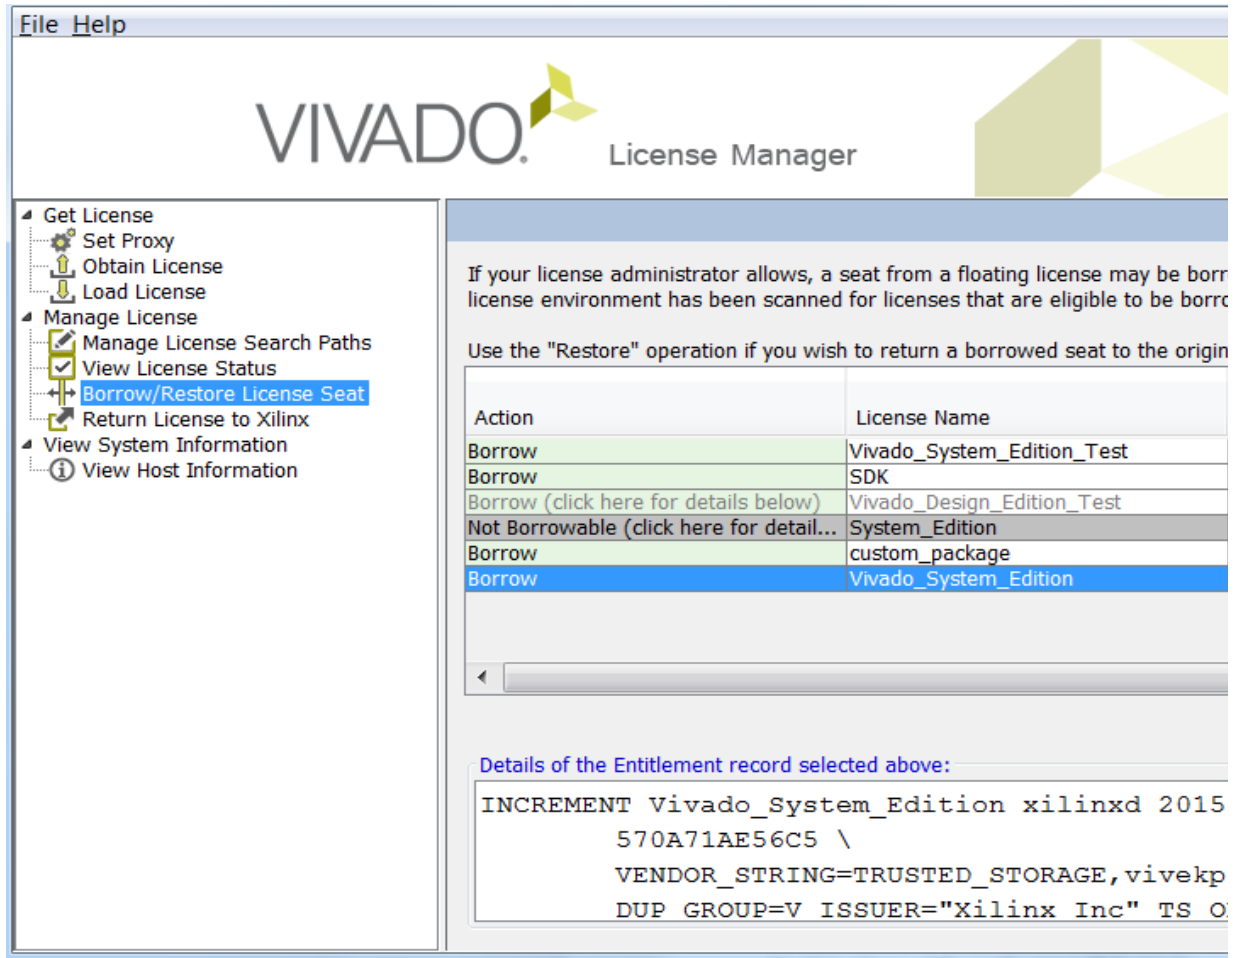 File Help
VIVADO. License Manager
Get License
Set Proxy
Obtain License
Load License
Manage License
Manage License Search Paths
View License Status
Borrow/Restore License Seat
Return License to Xilinx
View System Information
View Host Information
If your license administrator allows, a seat from a floating license may be borr
license environment has been scanned for licenses that are eligible to be borro
Use the "Restore" operation if you wish to return a borrowed seat to the origin
Action License Name
Borrow Vivado_System_Edition_Test
Borrow SDK
Borrow (click here for details below) Vivado_Design_Edition_Test
Not Borrowable (click here for detail... System_Edition
Borrow custom_package
Borrow Vivado_System_Edition
Details of the Entitlement record selected above:
INCREMENT Vivado_System_Edition xilinxd 2015
570A71AE56C5 \
VENDOR_STRING=TRUSTED_STORAGE,vivekp
DUP_GROUP=V ISSUER="Xilinx Inc" TS_O